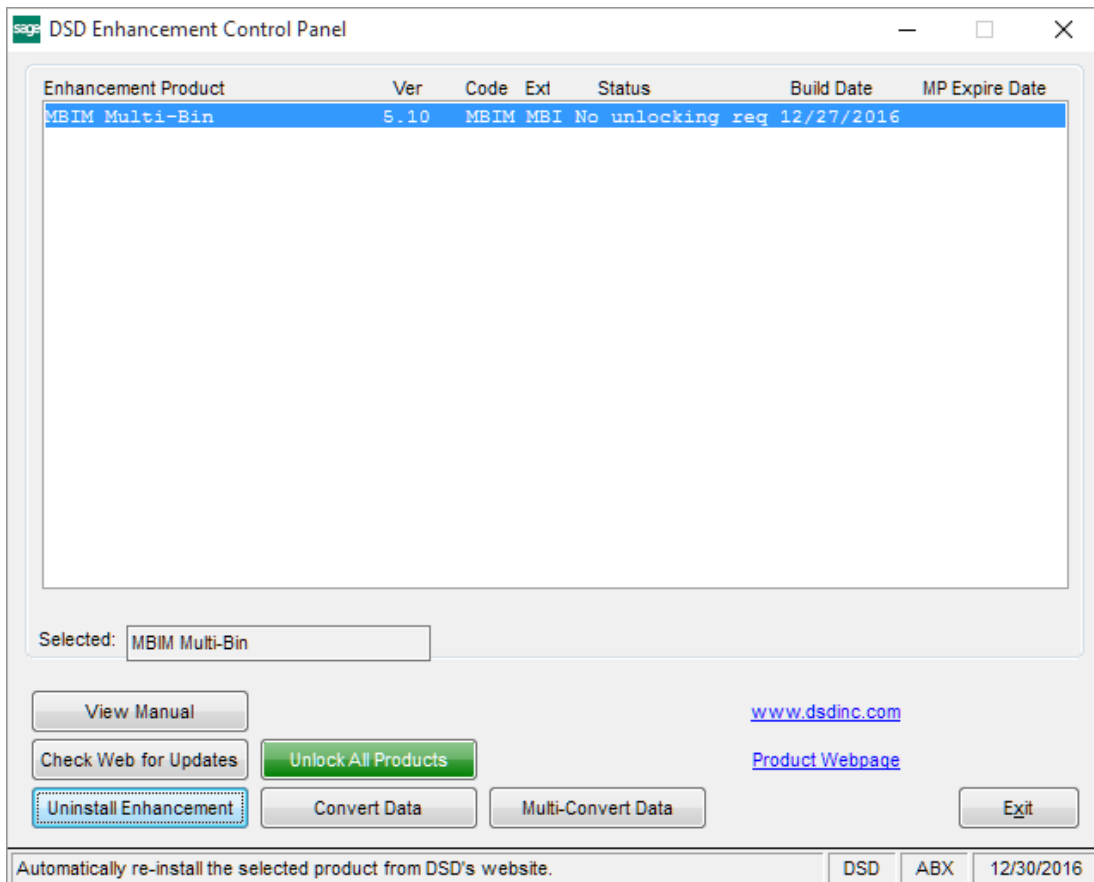 sage DSD Enhancement Control Panel
Enhancement Product Ver Code Ext Status Build Date MP Expire Date
MBIM Multi-Bin 5.10 MBIM MBI No unlocking req 12/27/2016
Selected: MBIM Multi-Bin
View Manual www.dsdinc.com
Check Web for Updates Unlock All Products Product Webpage
Uninstall Enhancement Convert Data Multi-Convert Data Exit
Automatically re-install the selected product from DSD's website. DSD ABX 12/30/2016